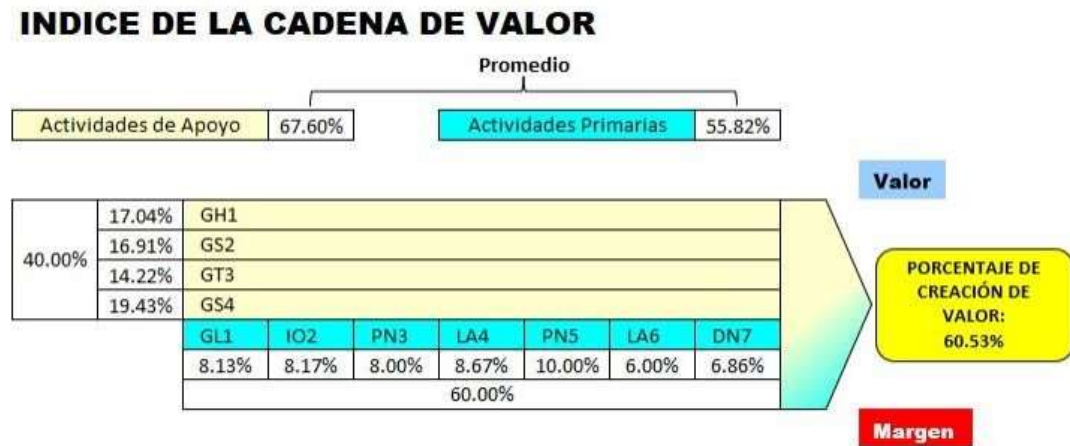 INDICE DE LA CADENA DE VALOR
Promedio
Actividades de Apoyo 67.60% Actividades Primarias 55.82%
Valor
40.00%
17.04% GH1
16.91% GS2
14.22% GT3
19.43% GS4
GL1 IO2 PN3 LA4 PN5 LA6 DN7
8.13% 8.17% 8.00% 8.67% 10.00% 6.00% 6.86%
60.00%
PORCENTAJE DE
CREACIÓN DE
VALOR:
60.53%
Margen